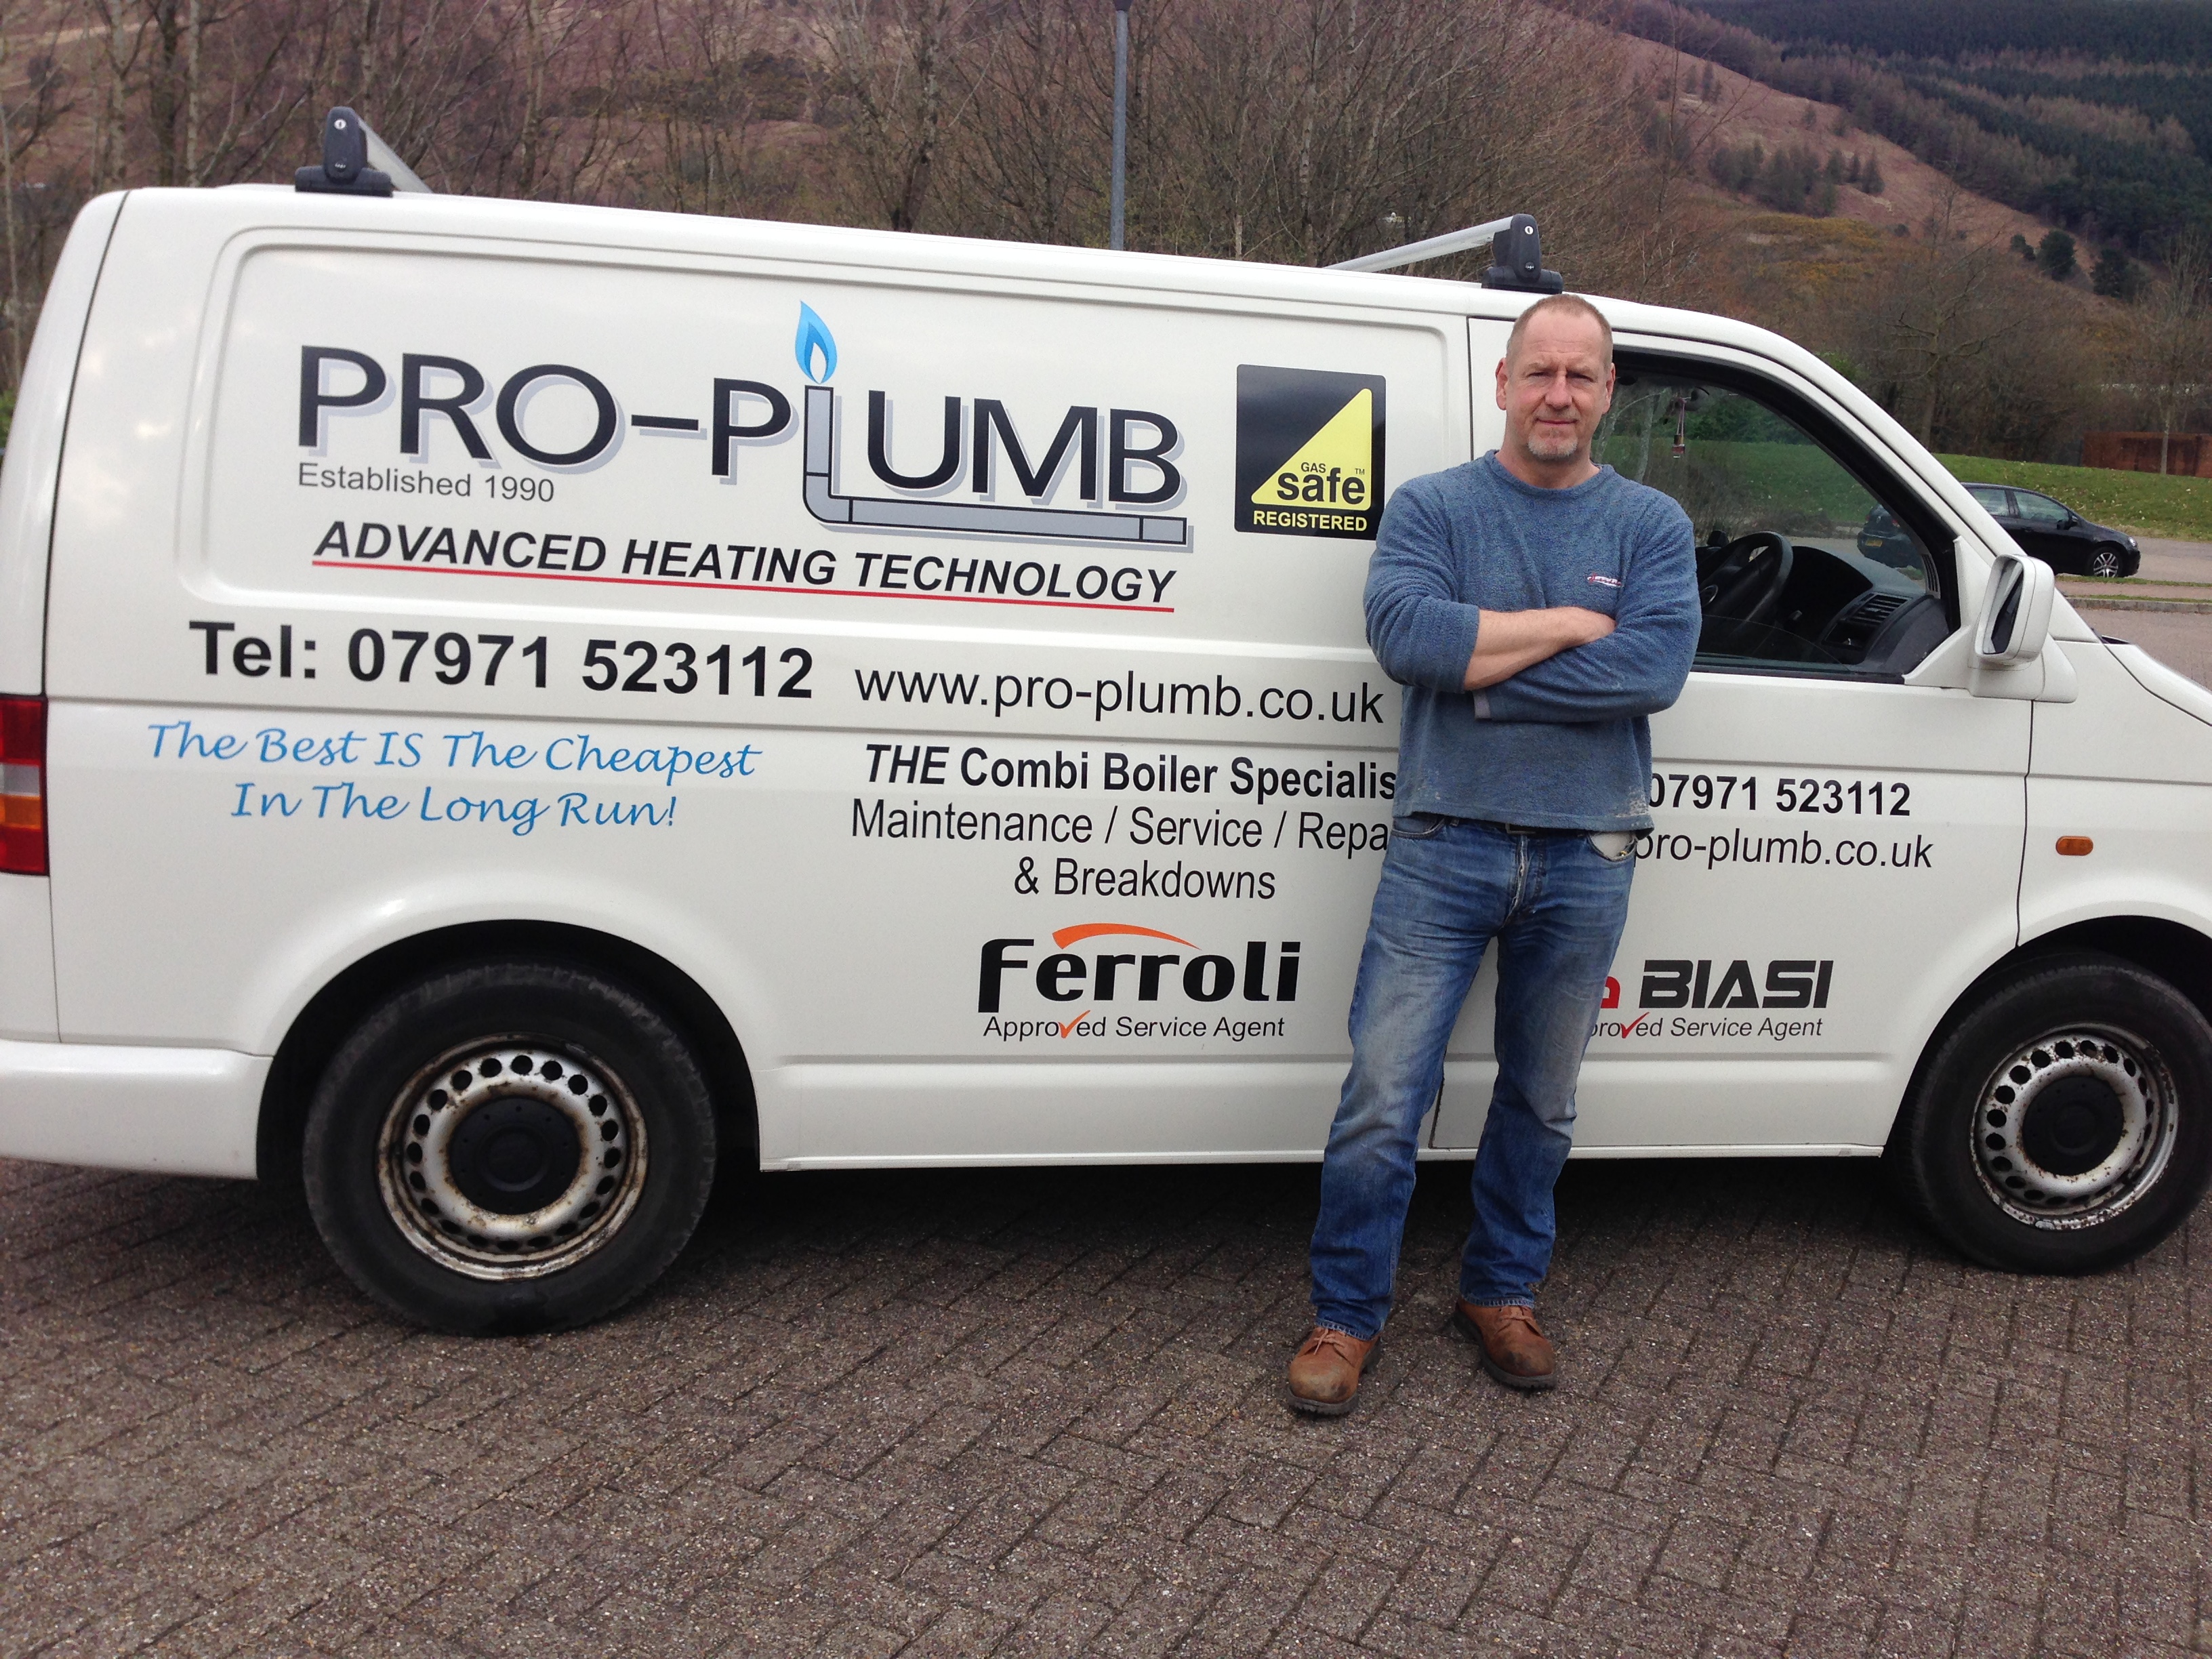 PRO-PLUMB
Established 1990
ADVANCED HEATING TECHNOLOGY
GAS
safe™
REGISTERED
Tel: 07971 523112
www.pro-plumb.co.uk
The Best IS The Cheapest
In The Long Run!
THE Combi Boiler Specialis
Maintenance / Service / Repa
& Breakdowns
Ferroli
Approved Service Agent
07971 523112
pro-plumb.co.uk
BIASI
proved Service Agent